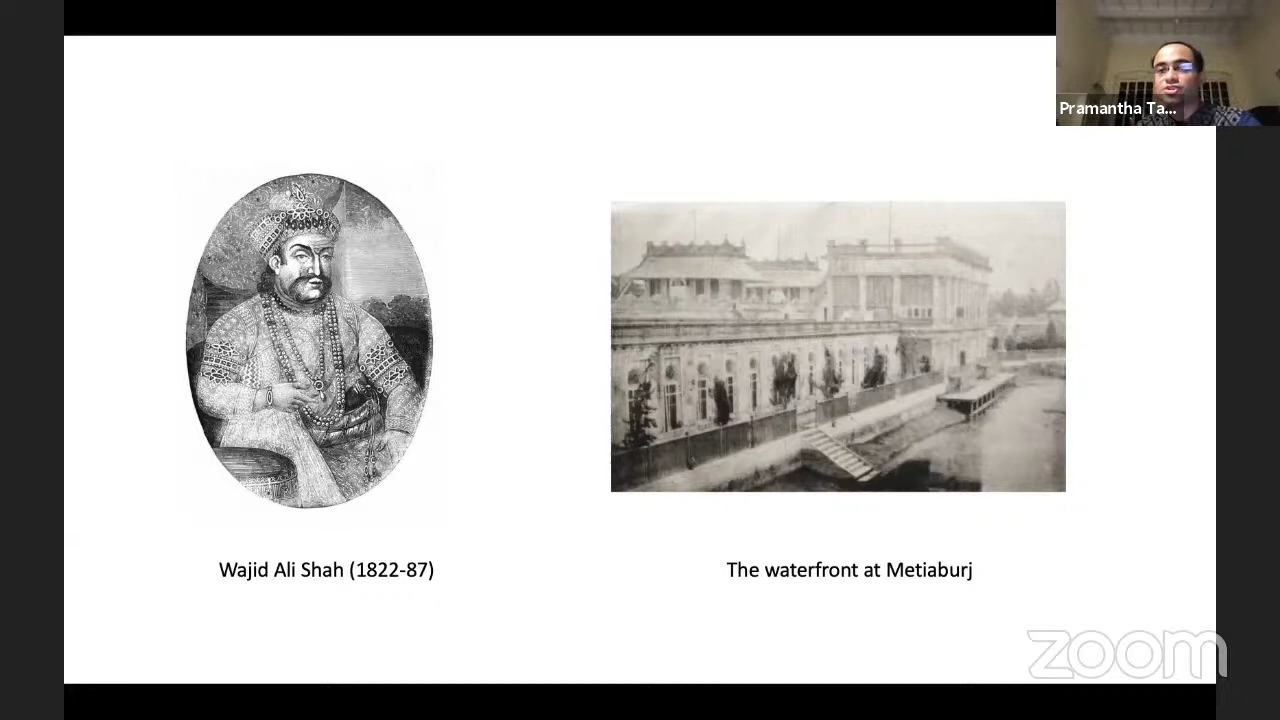 Pramantha Ta...
Wajid Ali Shah (1822-87)
The waterfront at Metiaburj
zoom